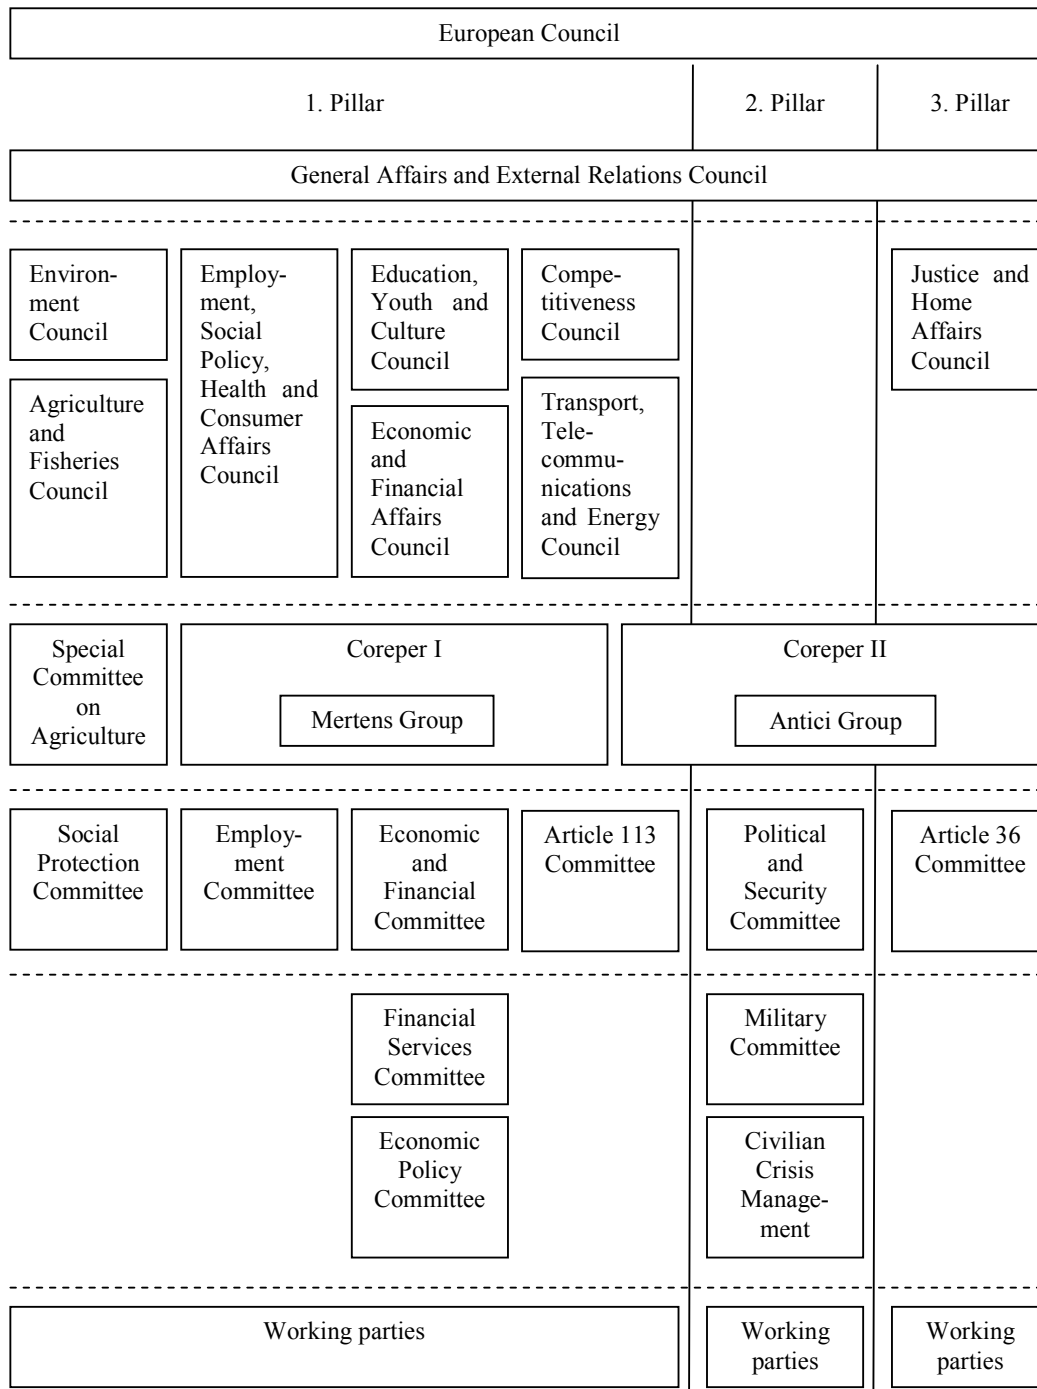 European Council
1. Pillar
2. Pillar
3. Pillar
General Affairs and External Relations Council
Environ-
ment
Council
Agriculture
and
Fisheries
Council
Employ-
ment,
Social
Policy,
Health and
Consumer
Affairs
Council
Education,
Youth and
Culture
Council
Economic
and
Financial
Affairs
Council
Compe-
titiveness
Council
Transport,
Tele-
commu-
nications
and Energy
Council
Justice and
Home
Affairs
Council
Special
Committee
on
Agriculture
Coreper I
Mertens Group
Coreper II
Antici Group
Social
Protection
Committee
Employ-
ment
Committee
Economic
and
Financial
Committee
Article 113
Committee
Political
and
Security
Committee
Article 36
Committee
Financial
Services
Committee
Economic
Policy
Committee
Military
Committee
Civilian
Crisis
Manage-
ment
Working parties
Working
parties
Working
parties